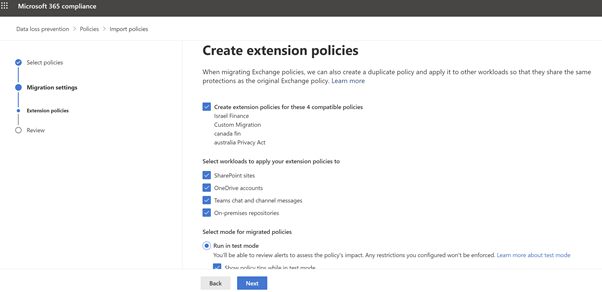 Microsoft 365 compliance
Data loss prevention > Policies > Import policies
Select policies
Migration settings
Extension policies
Review
Create extension policies
When migrating Exchange policies, we can also create a duplicate policy and apply it to other workloads so that they share the same
protections as the original Exchange policy. Learn more
Create extension policies for these 4 compatible policies
Israel Finance
Custom Migration
canada fin
australia Privacy Act
Select workloads to apply your extension policies to
SharePoint sites
OneDrive accounts
Teams chat and channel messages
On-premises repositories
Select mode for migrated policies
Run in test mode
You'll be able to review alerts to assess the policy's impact. Any restrictions you configured won't be enforced. Learn more about test mode
Show policy tips while in test mode
Back
Next